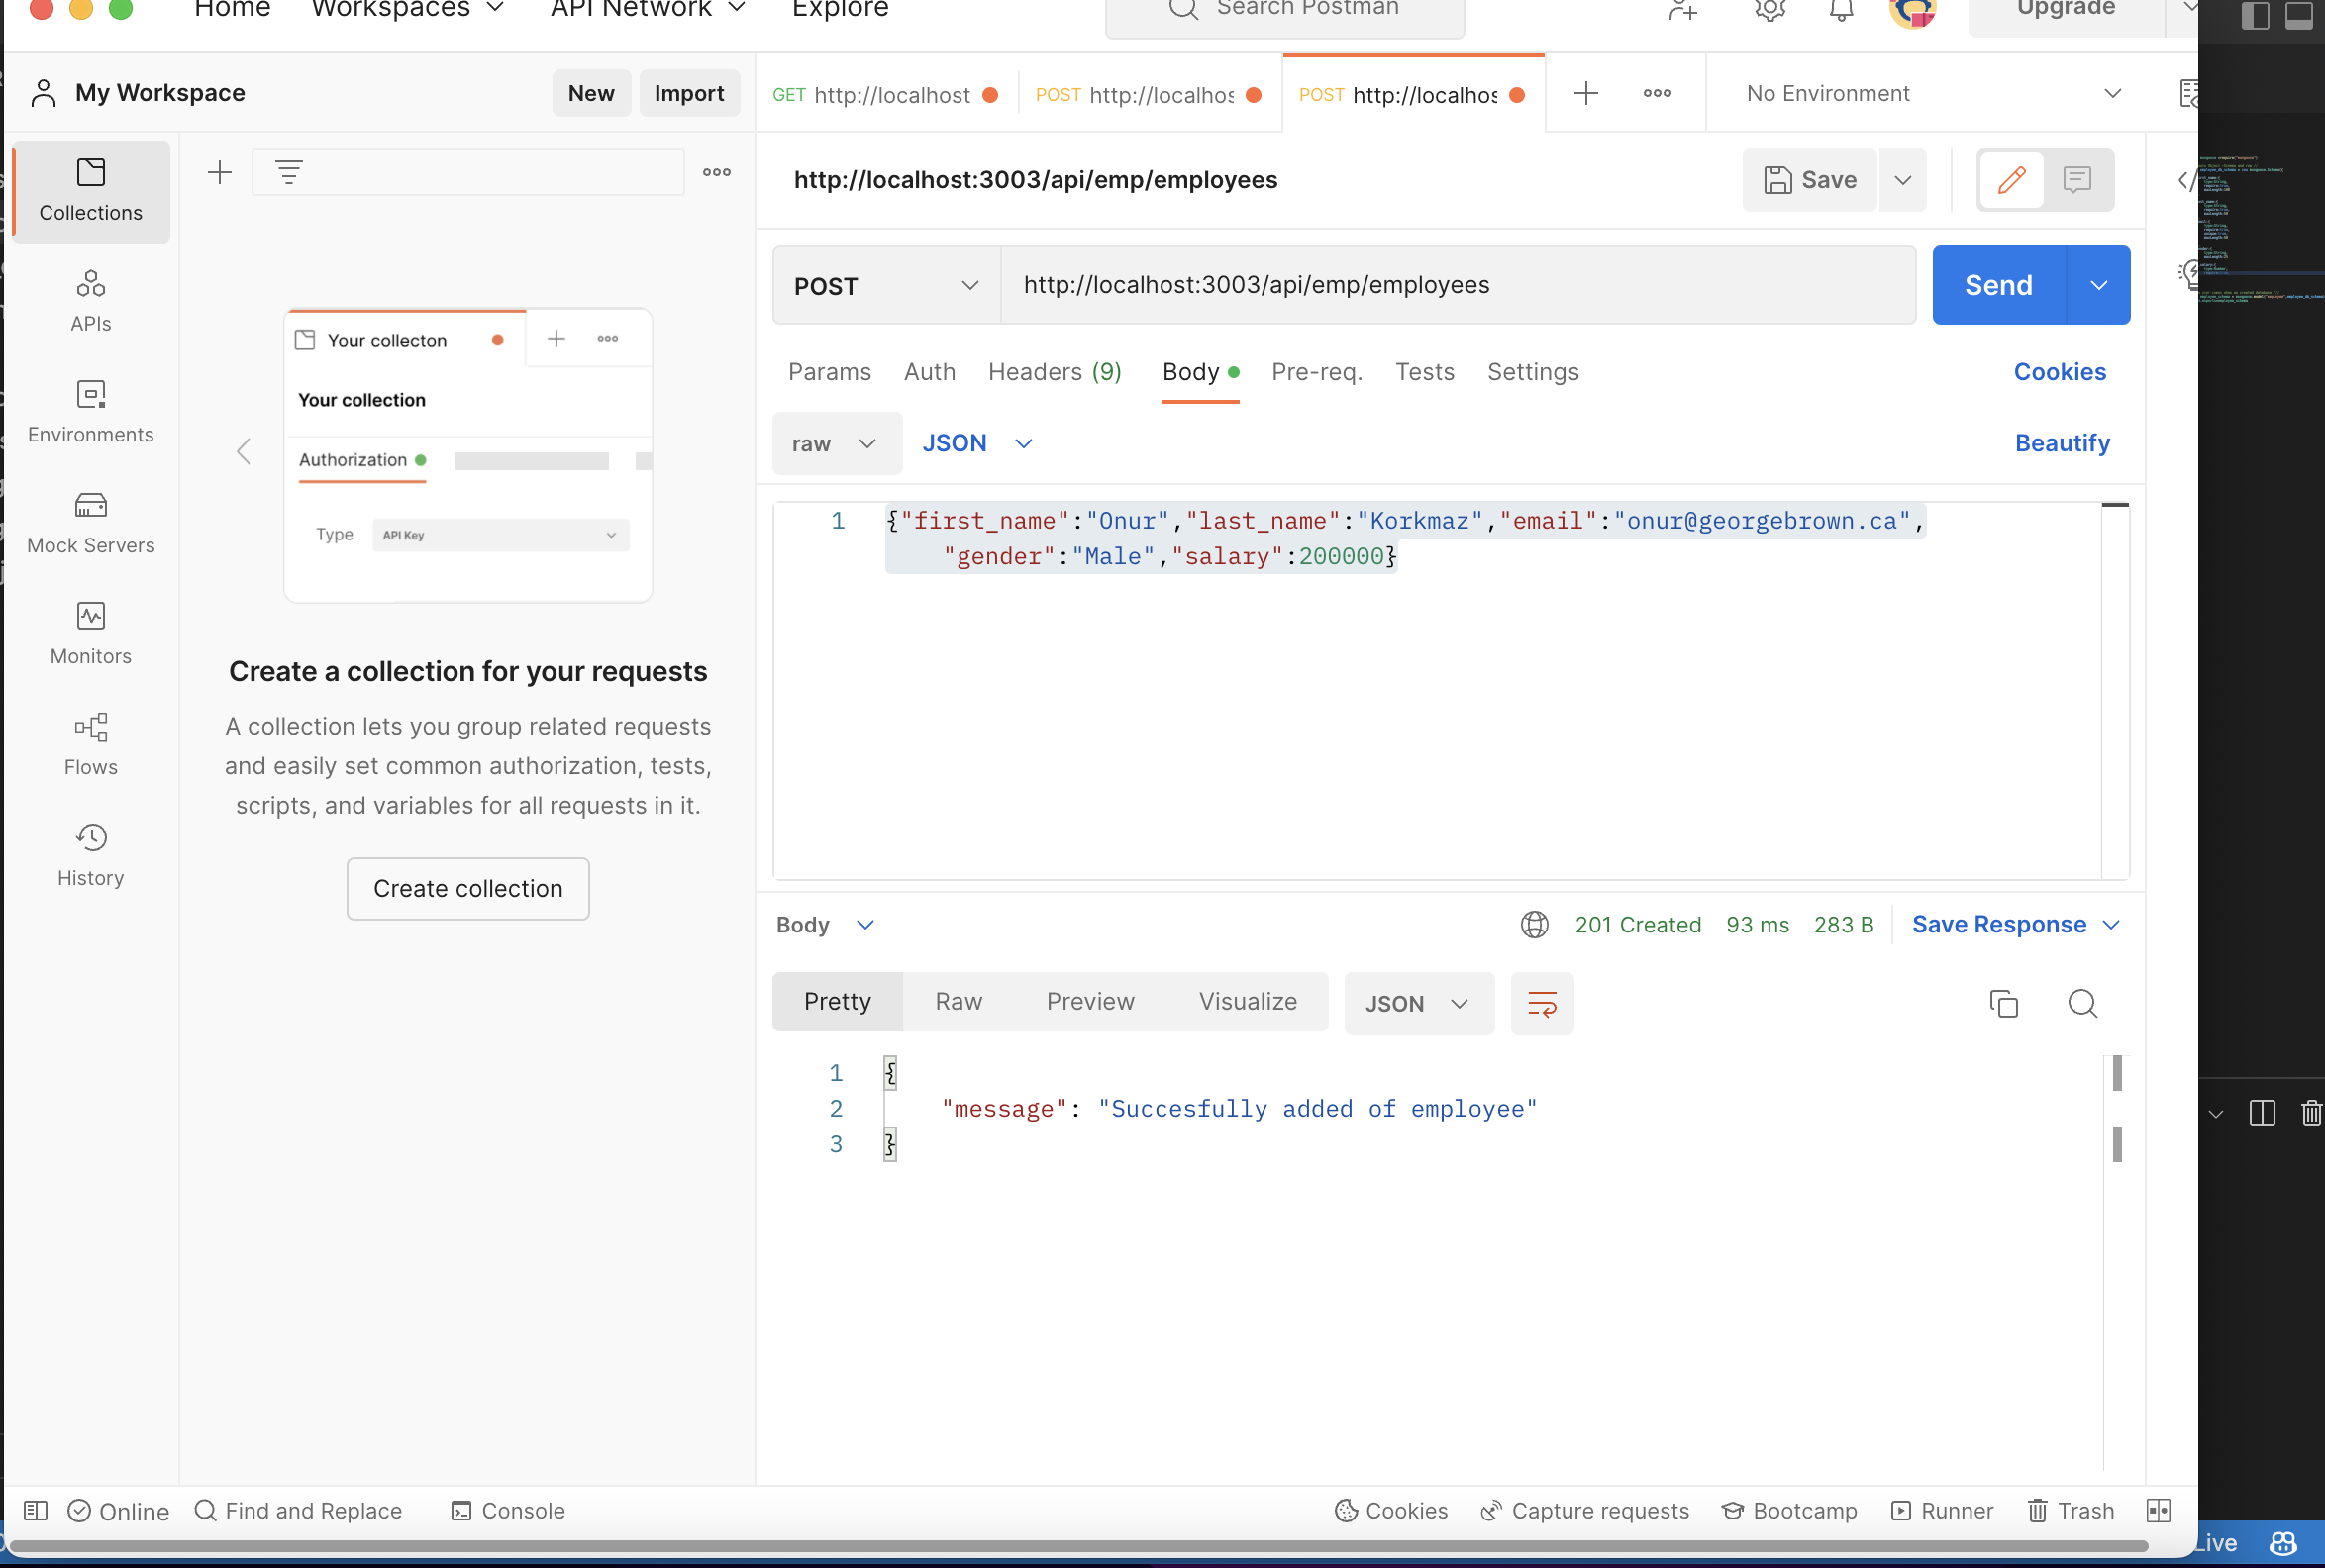 Home Workspaces API Network Explore Search Postman Upgrade
My Workspace New Import
GET http://localhost POST http://localhos POST http://localhos No Environment
Collections
APIs
Environments
Mock Servers
Monitors
Flows
History
Your collecton
Your collection
Authorization
Type API Key
Create a collection for your requests
A collection lets you group related requests
and easily set common authorization, tests,
scripts, and variables for all requests in it.
Create collection
http://localhost:3003/api/emp/employees Save
POST http://localhost:3003/api/emp/employees Send
Params Auth Headers (9) Body Pre-req. Tests Settings Cookies
raw JSON Beautify
1 {"first_name":"Onur","last_name":"Korkmaz","email":"onur@georgebrown.ca",
"gender":"Male","salary":200000}
Body 201 Created 93 ms 283 B Save Response
Pretty Raw Preview Visualize JSON
1 {
2 "message": "Succesfully added of employee"
3 }
Online Find and Replace Console Cookies Capture requests Bootcamp Runner Trash
Live